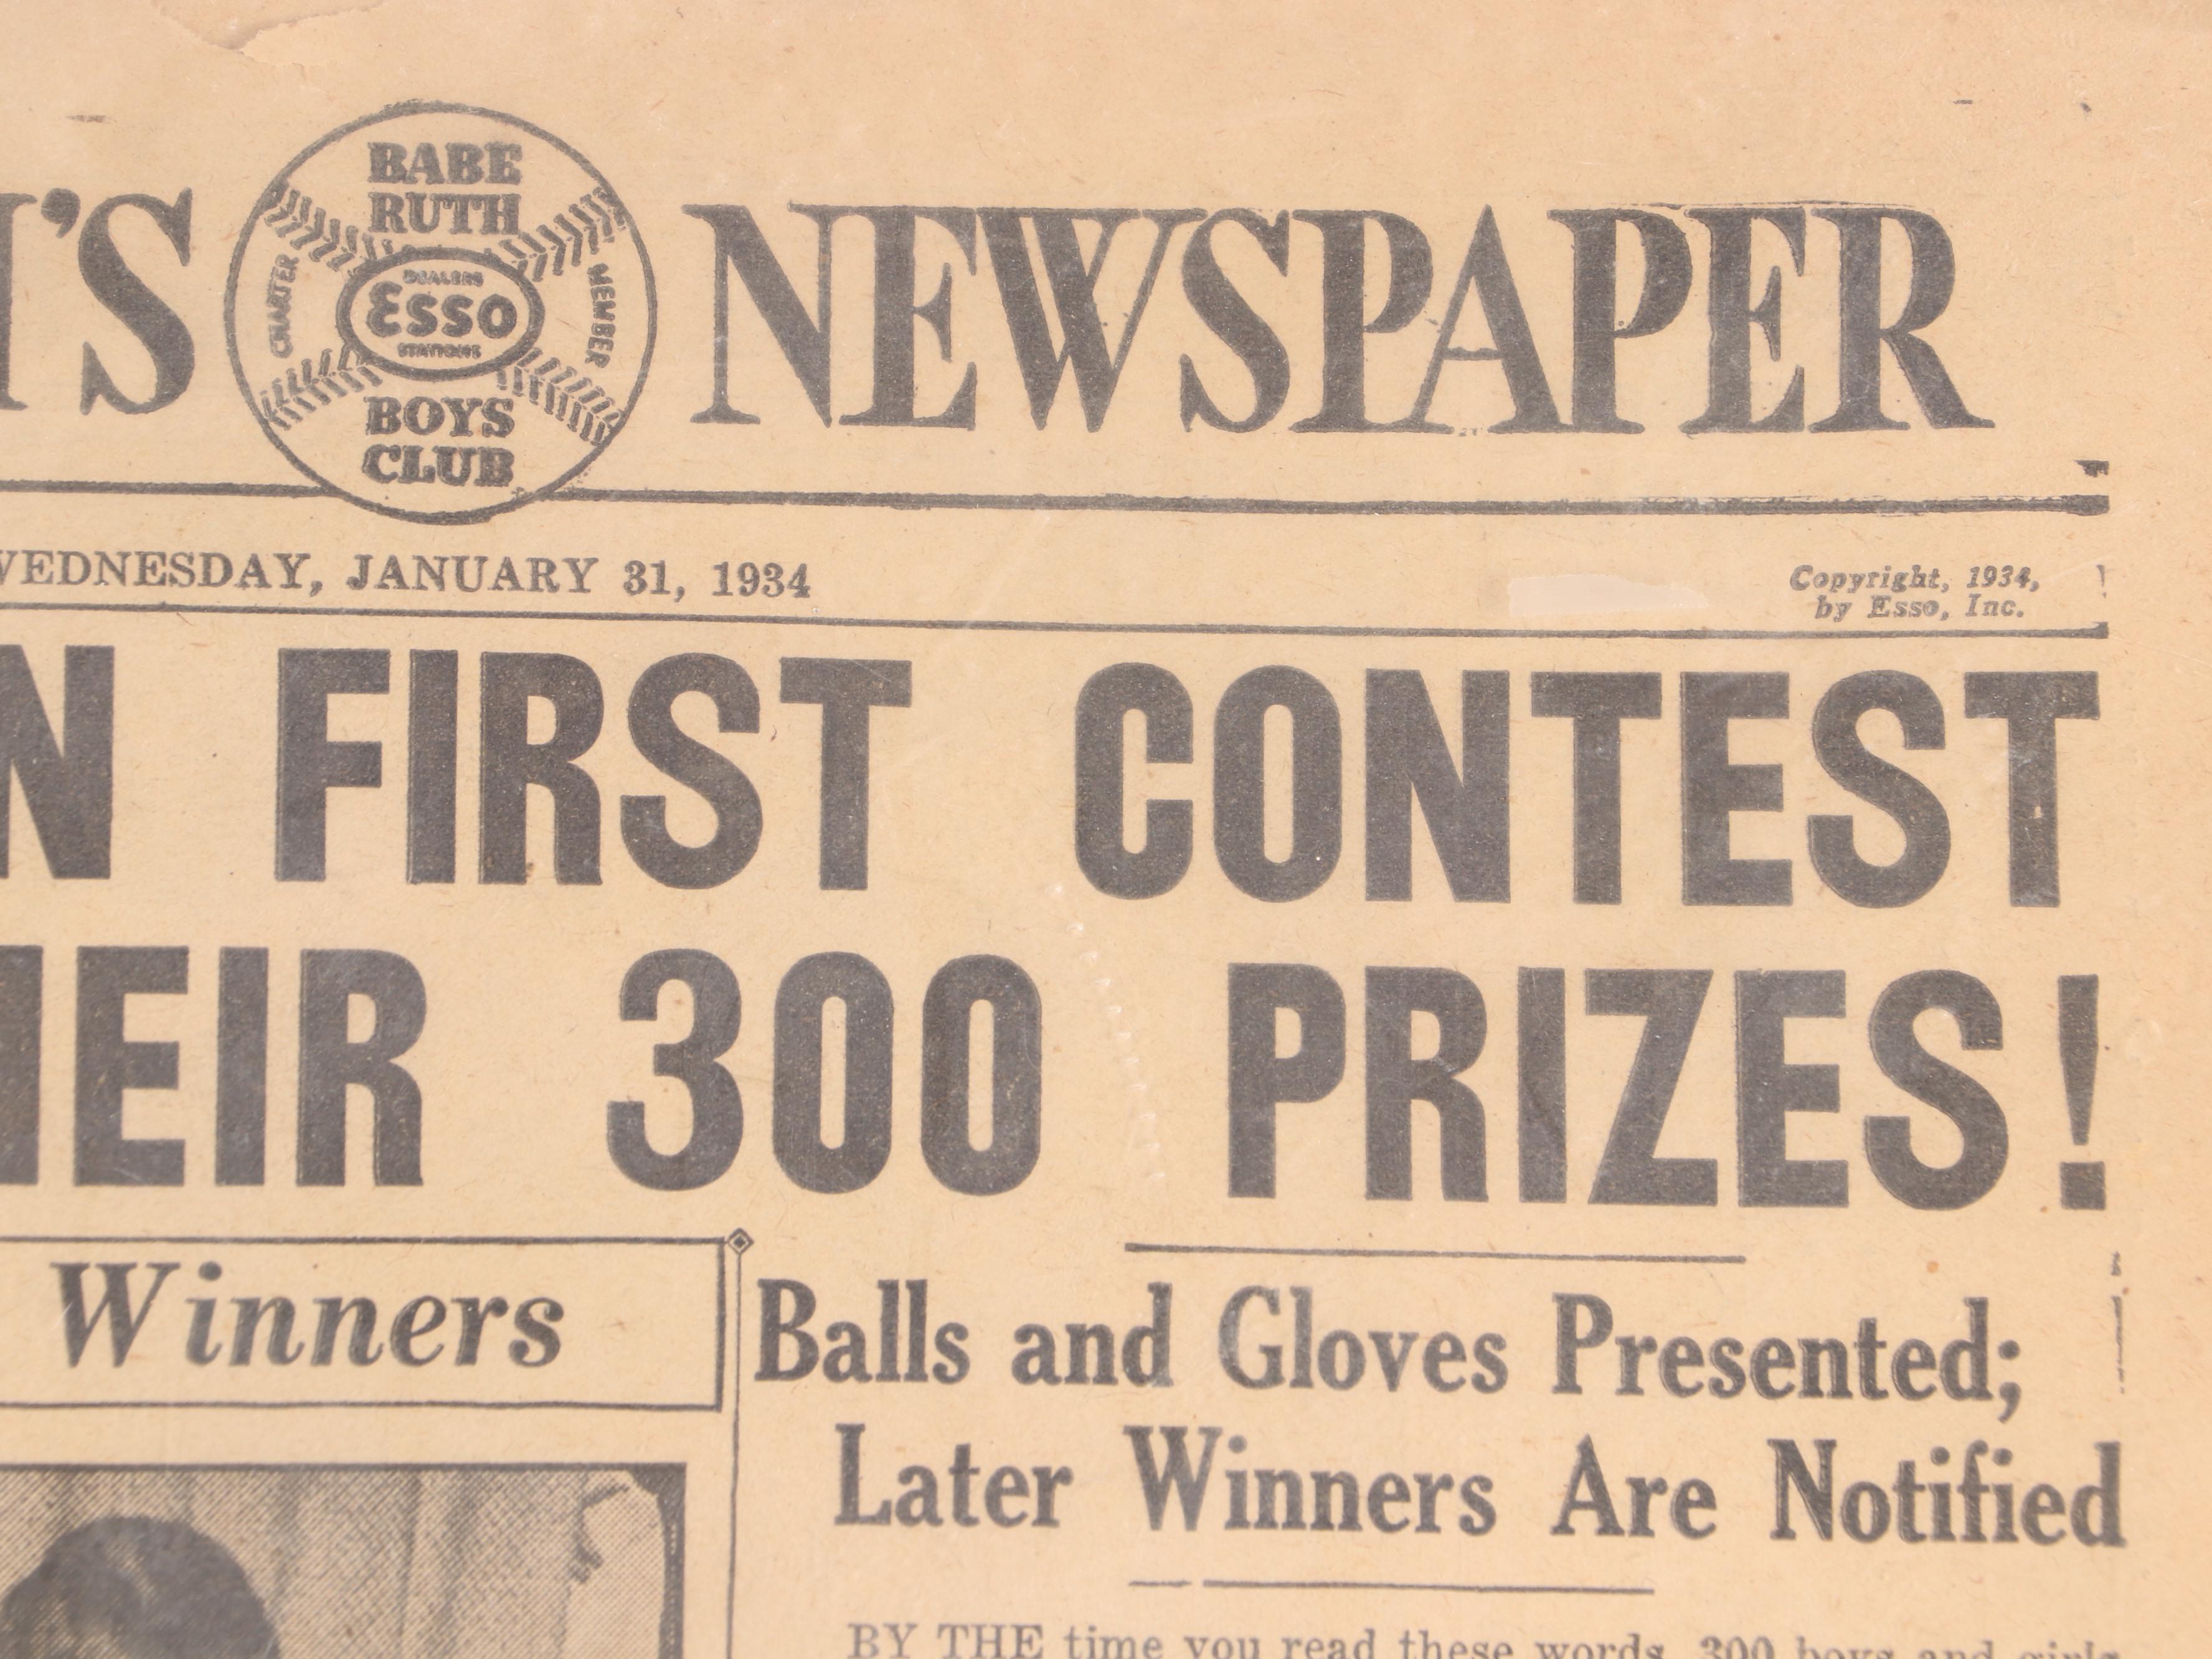 'S
BABE
RUTH
CHARTER
DEALERS
Esso
STATIONS
MEMBER
BOYS
CLUB
NEWSPAPER
WEDNESDAY, JANUARY 31, 1934
Copyright, 1934,
by Esso, Inc.
N FIRST CONTEST
HEIR 300 PRIZES!
Winners
Balls and Gloves Presented;
Later Winners Are Notified
BY THE time you read these words, 300 boys and girls